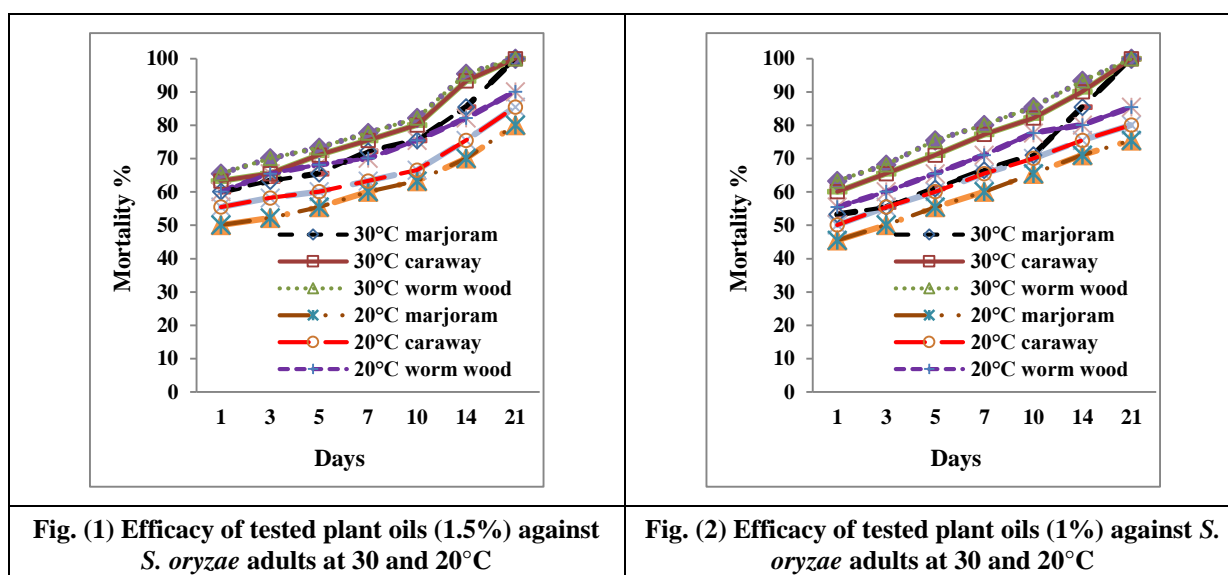 100
90
80
70
60
50
40
30
20
10
0
Mortality %
30°C marjoram
30°C caraway
30°C worm wood
20°C marjoram
20°C caraway
20°C worm wood
1 3 5 7 10 14 21
Days
Fig. (1) Efficacy of tested plant oils (1.5%) against
S. oryzae adults at 30 and 20°C
100
90
80
70
60
50
40
30
20
10
0
Mortality %
30°C marjoram
30°C caraway
30°C worm wood
20°C marjoram
20°C caraway
20°C worm wood
1 3 5 7 10 14 21
Days
Fig. (2) Efficacy of tested plant oils (1%) against S.
oryzae adults at 30 and 20°C